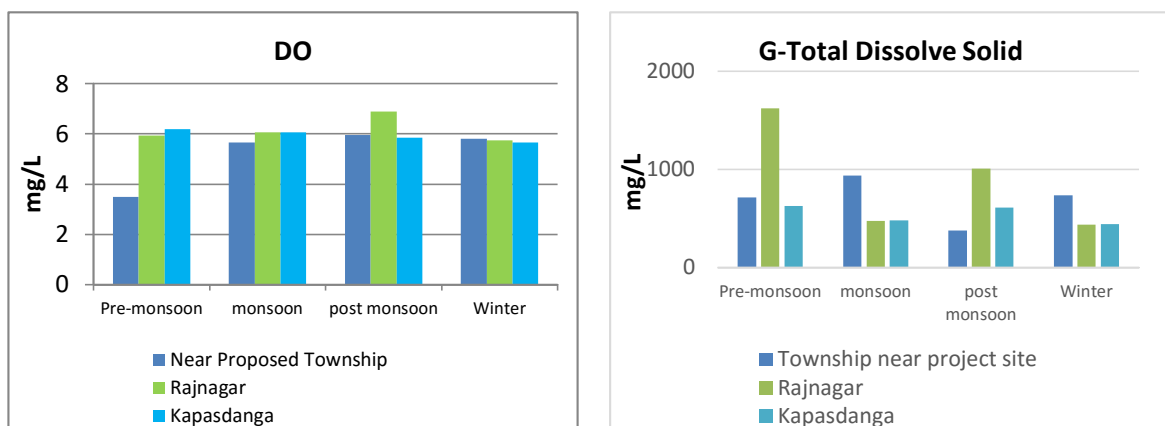 DO
8
6
4
2
0
mg/L
Pre-monsoon monsoon post monsoon Winter
Near Proposed Township
Rajnagar
Kapasdanga
G-Total Dissolve Solid
2000
1000
0
mg/L
Pre-monsoon monsoon post Winter
monsoon
Township near project site
Rajnagar
Kapasdanga